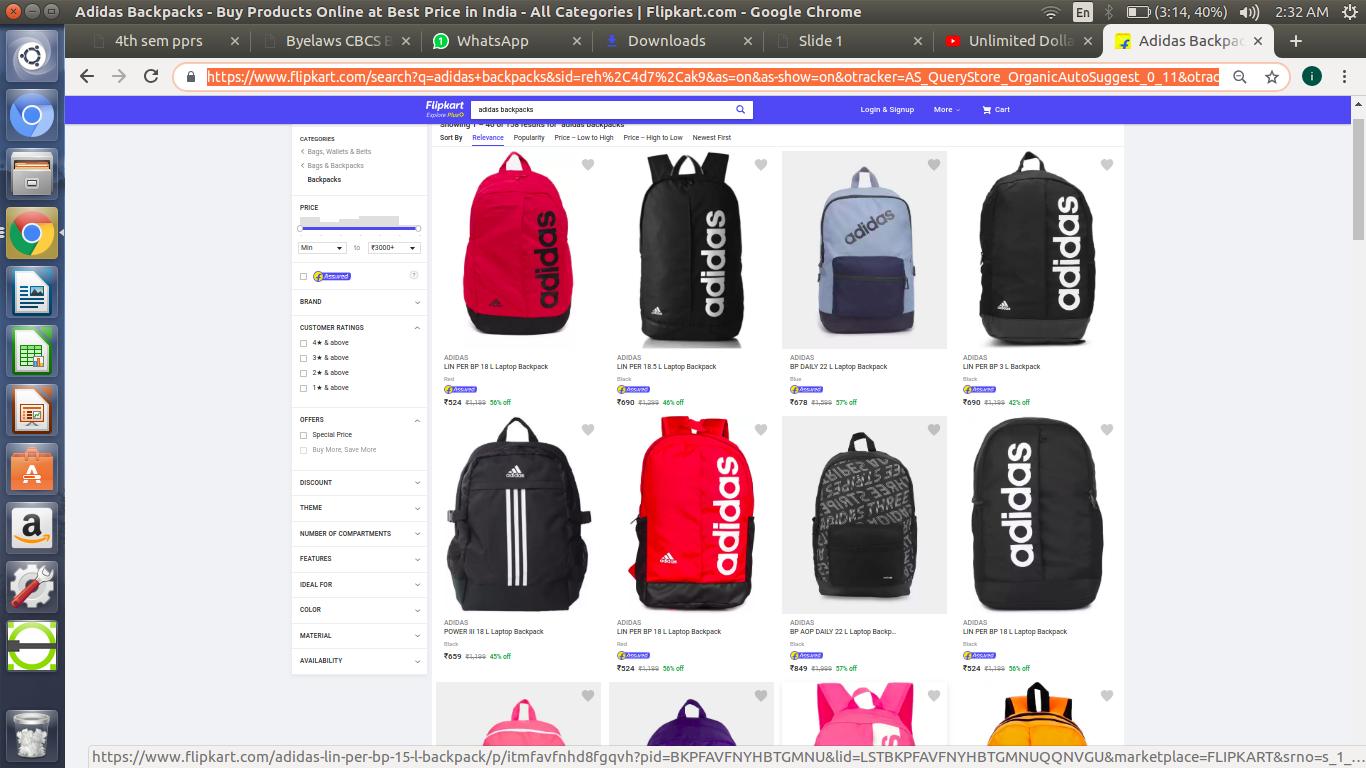 Adidas Backpacks - Buy Products Online at Best Price in India - All Categories | Flipkart.com - Google Chrome
En (3:14, 40%) 2:32 AM
4th sem pprs
Byelaws CBCS
WhatsApp
Downloads
Slide 1
Unlimited Dolla
Adidas Backpac
https://www.flipkart.com/search?q=adidas+backpacks&sid=reh%2C4d7%2Cak9&as=on&as-show=on&otracker=AS_QueryStore_OrganicAutoSuggest_0_11&otrac
Flipkart
Explore Plus
adidas backpacks
Login & Signup
More
Cart
CATEGORIES
Bags, Wallets & Belts
Bags & Backpacks
Backpacks
PRICE
Min to ₹3000+
Assured ?
BRAND
CUSTOMER RATINGS
4★ & above
3★ & above
2★ & above
1★ & above
OFFERS
Special Price
Buy More, Save More
DISCOUNT
THEME
NUMBER OF COMPARTMENTS
FEATURES
IDEAL FOR
COLOR
MATERIAL
AVAILABILITY
Showing 1 – 40 of 158 results for "adidas backpacks"
Sort By Relevance Popularity Price -- Low to High Price -- High to Low Newest First
adidas
ADIDAS
LIN PER BP 18 L Laptop Backpack
Red
Assured
₹524 ₹1,199 56% off
adidas
ADIDAS
LIN PER 18.5 L Laptop Backpack
Black
Assured
₹690 ₹1,299 46% off
adidas
ADIDAS
BP DAILY 22 L Laptop Backpack
Blue
Assured
₹678 ₹1,599 57% off
adidas
ADIDAS
LIN PER BP 3 L Backpack
Black
Assured
₹690 ₹1,199 42% off
adidas
ADIDAS
POWER III 18 L Laptop Backpack
Black
₹659 ₹1,199 45% off
adidas
adidas
ADIDAS
LIN PER BP 18 L Laptop Backpack
Red
Assured
₹524 ₹1,199 56% off
ADIDAS
BP AOP DAILY 22 L Laptop Backp...
Black
Assured
₹849 ₹1,999 57% off
adidas
ADIDAS
LIN PER BP 18 L Laptop Backpack
Black
Assured
₹524 ₹1,199 56% off
https://www.flipkart.com/adidas-lin-per-bp-15-l-backpack/p/itmfavfnhd8fgqvh?pid=BKPFAVFNYHBTGMNU&lid=LSTBKPFAVFNYHBTGMNUQQNVGU&marketplace=FLIPKART&srno=s_1_...